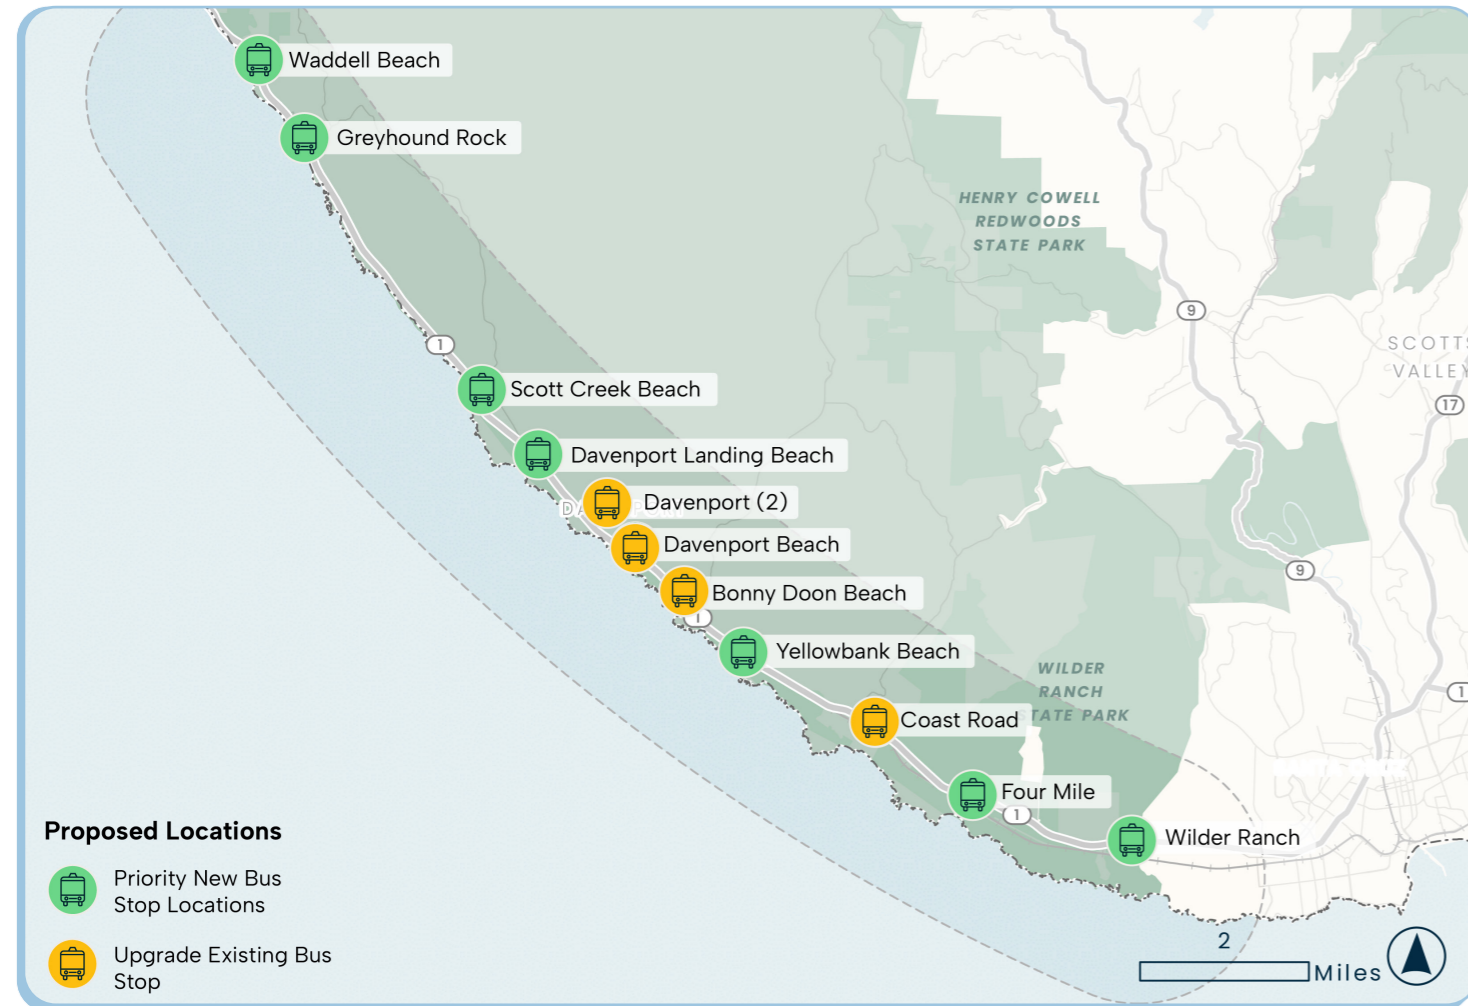 Waddell Beach
Greyhound Rock
HENRY COWELL
REDWOODS
STATE PARK
9
1
SCOTTS
VALLEY
17
Scott Creek Beach
Davenport Landing Beach
Davenport (2)
Davenport Beach
9
Bonny Doon Beach
1
Yellowbank Beach
WILDER
RANCH
STATE PARK
1
Coast Road
Four Mile
1
Wilder Ranch
Proposed Locations
Priority New Bus
Stop Locations
Upgrade Existing Bus
Stop
2
Miles